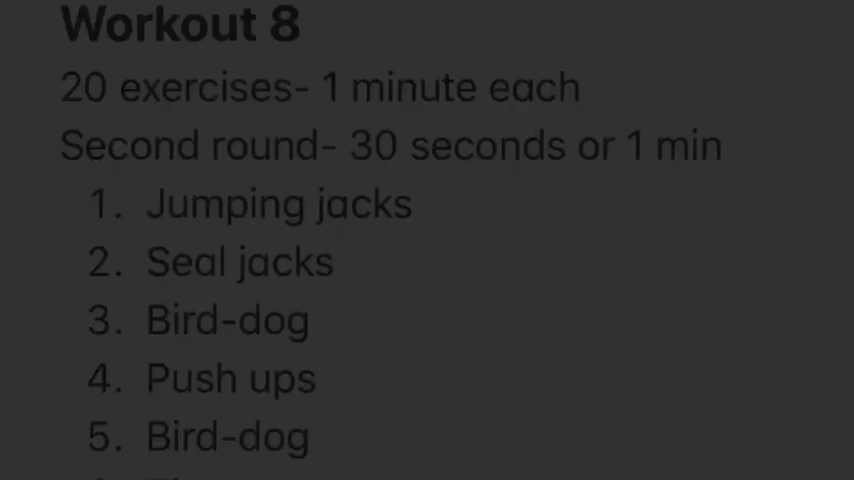 Workout 8
20 exercises- 1 minute each
Second round- 30 seconds or 1 min
1. Jumping jacks
2. Seal jacks
3. Bird-dog
4. Push ups
5. Bird-dog